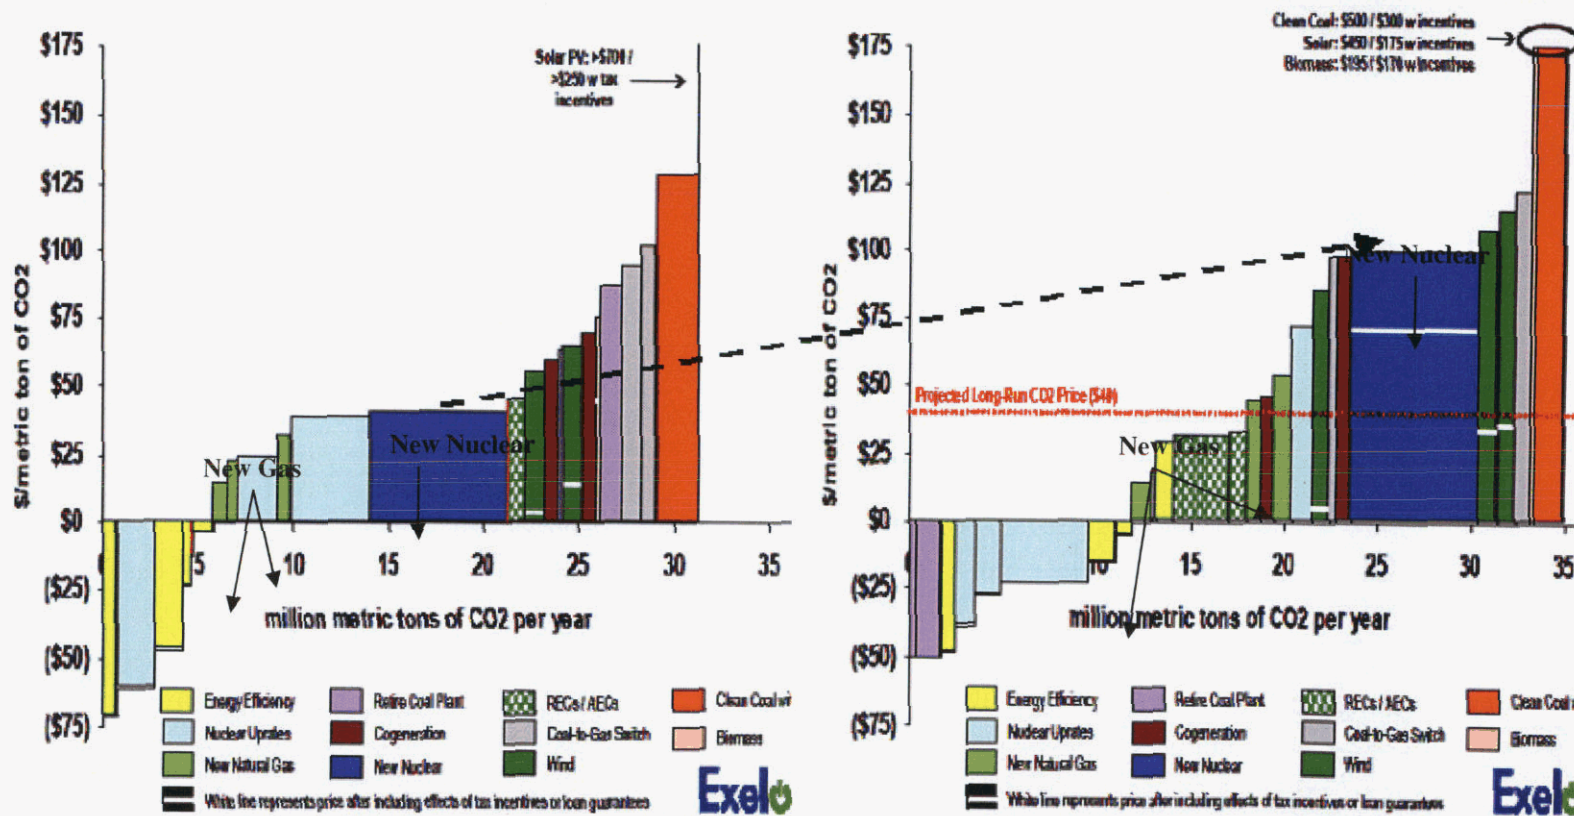 $175
$150
$125
$100
$75
$50
$25
$0
($25)
($50)
($75)
$/metric ton of CO2
Solar PV: >$700 /
>$250 w tax
incentives
New Gas
New Nuclear
5
10
15
20
25
30
35
million metric tons of CO2 per year
Energy Efficiency
Retire Coal Plant
RECs / AECs
Clean Coal
Nuclear Uprates
Cogeneration
Coal-to-Gas Switch
Biomass
New Natural Gas
New Nuclear
Wind
White line represents price after including effects of tax incentives or loan guarantees
Exelo
Clean Coal: $500 / $300 w incentives
Solar: $450 / $175 w incentives
Biomass: $195 / $170 w incentives
$175
$150
$125
$100
$75
$50
$25
$0
($25)
($50)
($75)
$/metric ton of CO2
New Nuclear
Projected Long-Run CO2 Price ($40)
New Gas
10
15
20
25
30
35
million metric tons of CO2 per year
Energy Efficiency
Retire Coal Plant
RECs / AECs
Clean Coal
Nuclear Uprates
Cogeneration
Coal-to-Gas Switch
Biomass
New Natural Gas
New Nuclear
Wind
White line represents price after including effects of tax incentives or loan guarantees
Exel